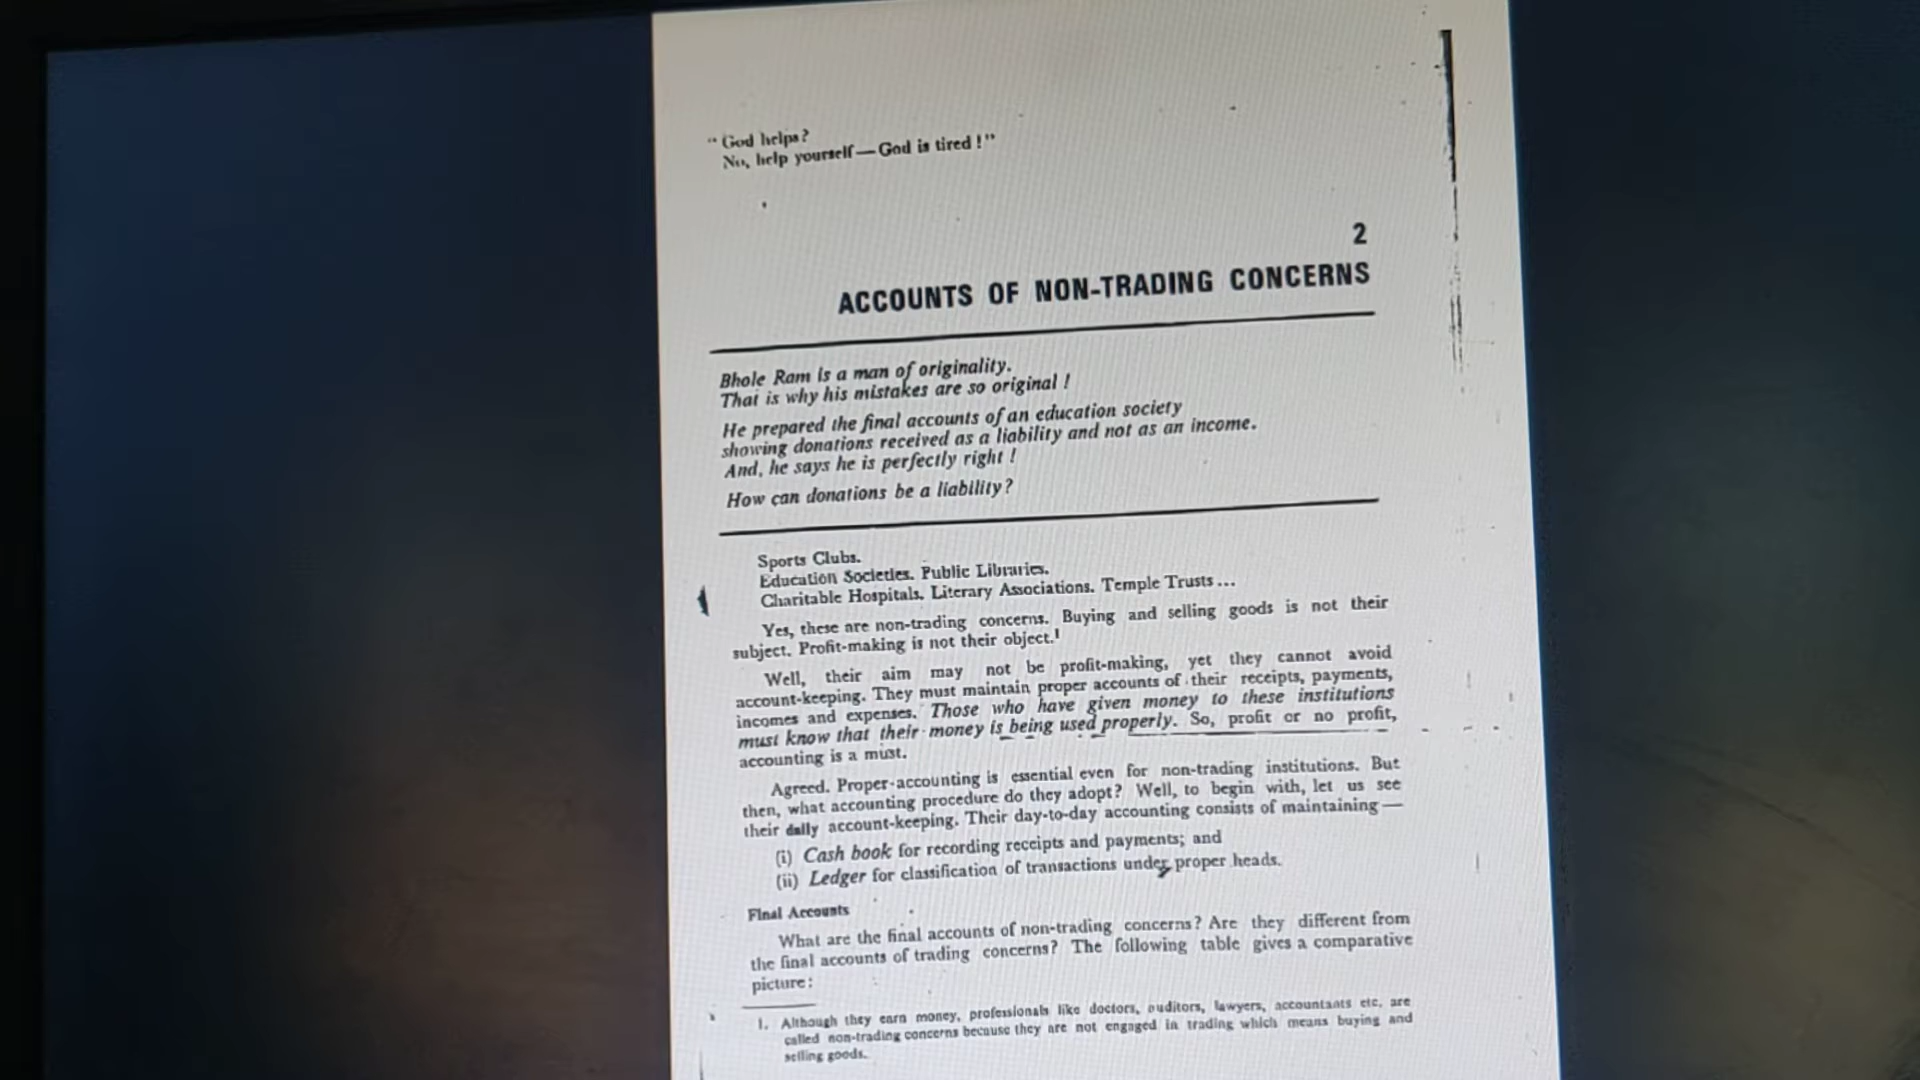 “ God helps?
No, help yourself—God is tired !”
2
ACCOUNTS OF NON-TRADING CONCERNS
Bhole Ram is a man of originality.
That is why his mistakes are so original !
He prepared the final accounts of an education society
showing donations received as a liability and not as an income.
And, he says he is perfectly right !
How can donations be a liability?
Sports Clubs.
Education Societies. Public Libraries.
Charitable Hospitals. Literary Associations. Temple Trusts...
Yes, these are non-trading concerns. Buying and selling goods is not their
subject. Profit-making is not their object.¹
Well, their aim may not be profit-making, yet they cannot avoid
account-keeping. They must maintain proper accounts of their receipts, payments,
incomes and expenses. Those who have given money to these institutions
must know that their money is being used properly. So, profit or no profit,
accounting is a must.
Agreed. Proper accounting is essential even for non-trading institutions. But
then, what accounting procedure do they adopt? Well, to begin with, let us see
their daily account-keeping. Their day-to-day accounting consists of maintaining—
(i) Cash book for recording receipts and payments; and
(ii) Ledger for classification of transactions under proper heads.
Final Accounts
What are the final accounts of non-trading concerns? Are they different from
the final accounts of trading concerns? The following table gives a comparative
picture:
1. Although they earn money, professionals like doctors, auditors, lawyers, accountants etc. are
called non-trading concerns because they are not engaged in trading which means buying and
selling goods.